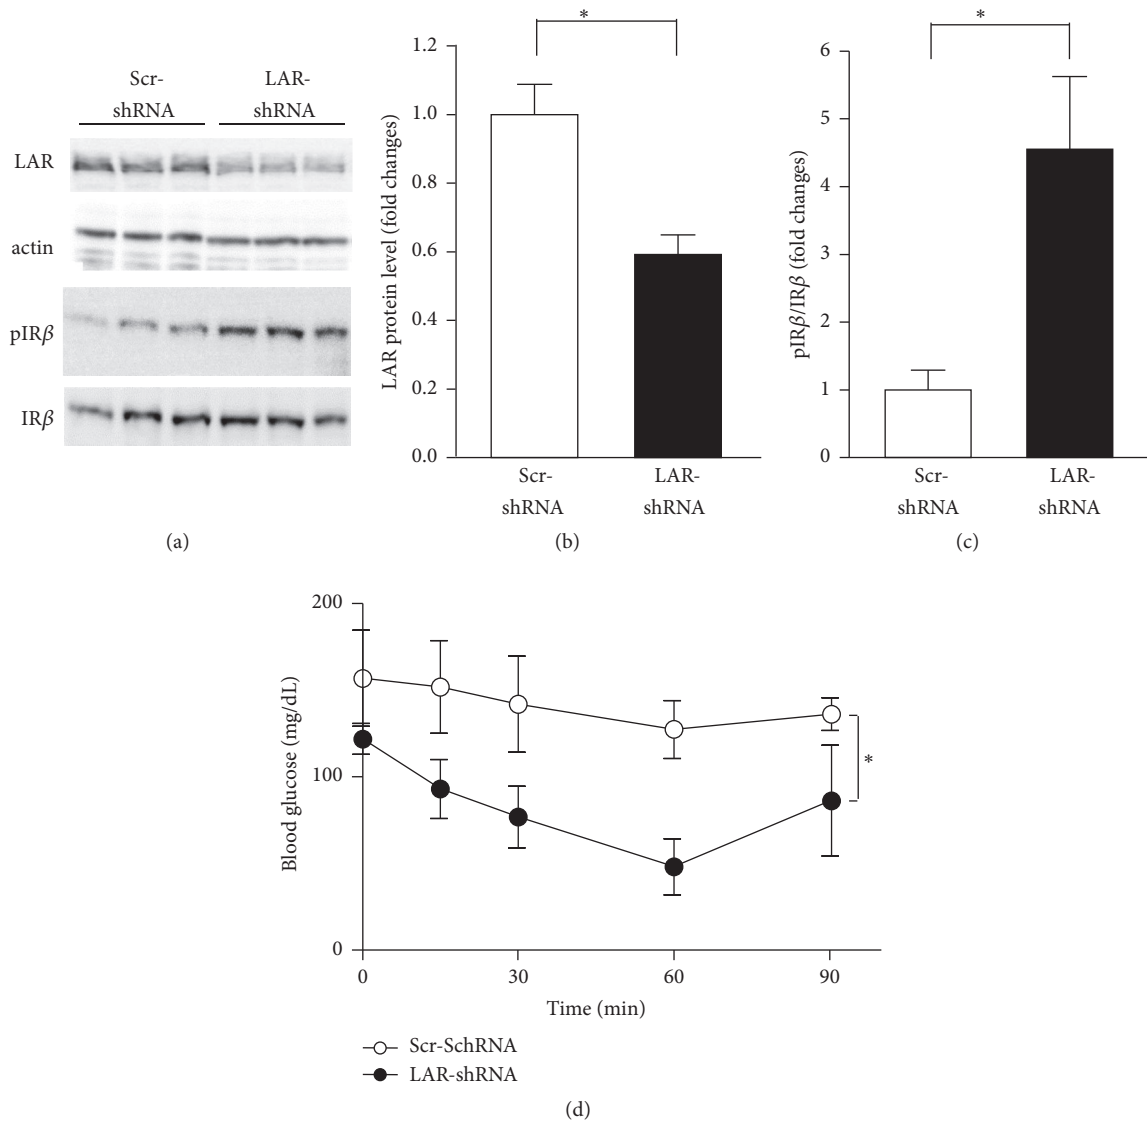 Scr-
shRNA
LAR-
shRNA
LAR
actin
pIRβ
IRβ
(a)
*
LAR protein level (fold changes)
1.2
1.0
0.8
0.6
0.4
0.2
0.0
Scr-
shRNA
LAR-
shRNA
(b)
*
pIRβ/IRβ (fold changes)
6
5
4
3
2
1
0
Scr-
shRNA
LAR-
shRNA
(c)
Blood glucose (mg/dL)
200
100
0
*
0
30
60
90
Time (min)
Scr-SchRNA
LAR-shRNA
(d)